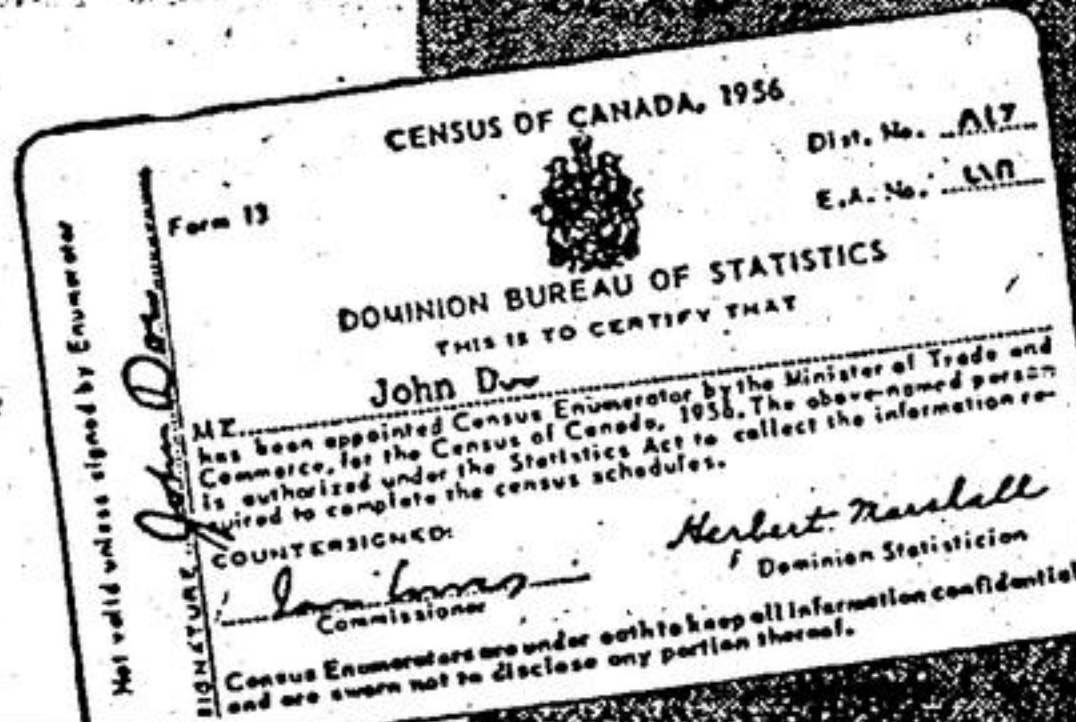 CENSUS OF CANADA, 1956
Form 13
Dist. No.
E.A. No.
DOMINION BUREAU OF STATISTICS
THIS IS TO CERTIFY THAT
John
has been appointed Census Enumerator by the Minister of Trade and
Commerce, for the Census of Canada, 1956. The above-named person
is authorized under the Statistics Act to collect the information re-
quired to complete the census schedules.
COUNTERSIGNED:
Commissioner
Herbert Marshall
Dominion Statistician
Census Enumerators are under oath to keep all information confidential
and are sworn not to disclose any portion thereof.
Not valid unless signed by Enumerator
SIGNATURE John Doe